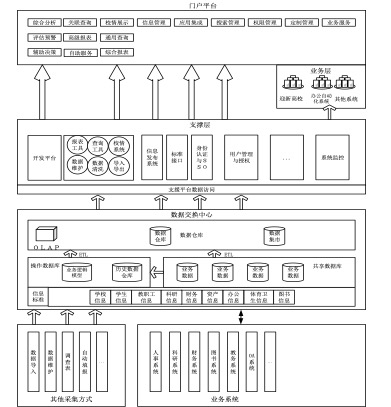 门户平台
综合分析 关联查询 校情展示 信息管理 应用集成 搜索管理 权限管理 定制管理 业务服务
评估预警 高级报表 通用查询
辅助决策 自助服务 综合报表
业务层
迎新离校 办公自动化系统 其他系统
支撑层
开发平台
报表工具 查询工具 校情系统
数据维护 数据清洗 导入导出
信息发布系统
标准接口
身份认证与SSO
用户管理与授权
...
系统监控
支撑平台数据访问
数据交换中心
OLAP
数据仓库 数据仓库 数据集市
ETL ETL
操作数据库 业务逻辑模型 历史数据仓库
业务数据 业务数据 业务数据 业务数据 共享数据库
信息标准
学校信息 学生信息 教职工信息 科研信息 财务信息 资产信息 办公信息 体育卫生信息 图书信息
数据导入 数据维护 调查表 自动填报 ...
其他采集方式
人事系统 科研系统 财务系统 图书系统 教务系统 OA系统 ...
业务系统